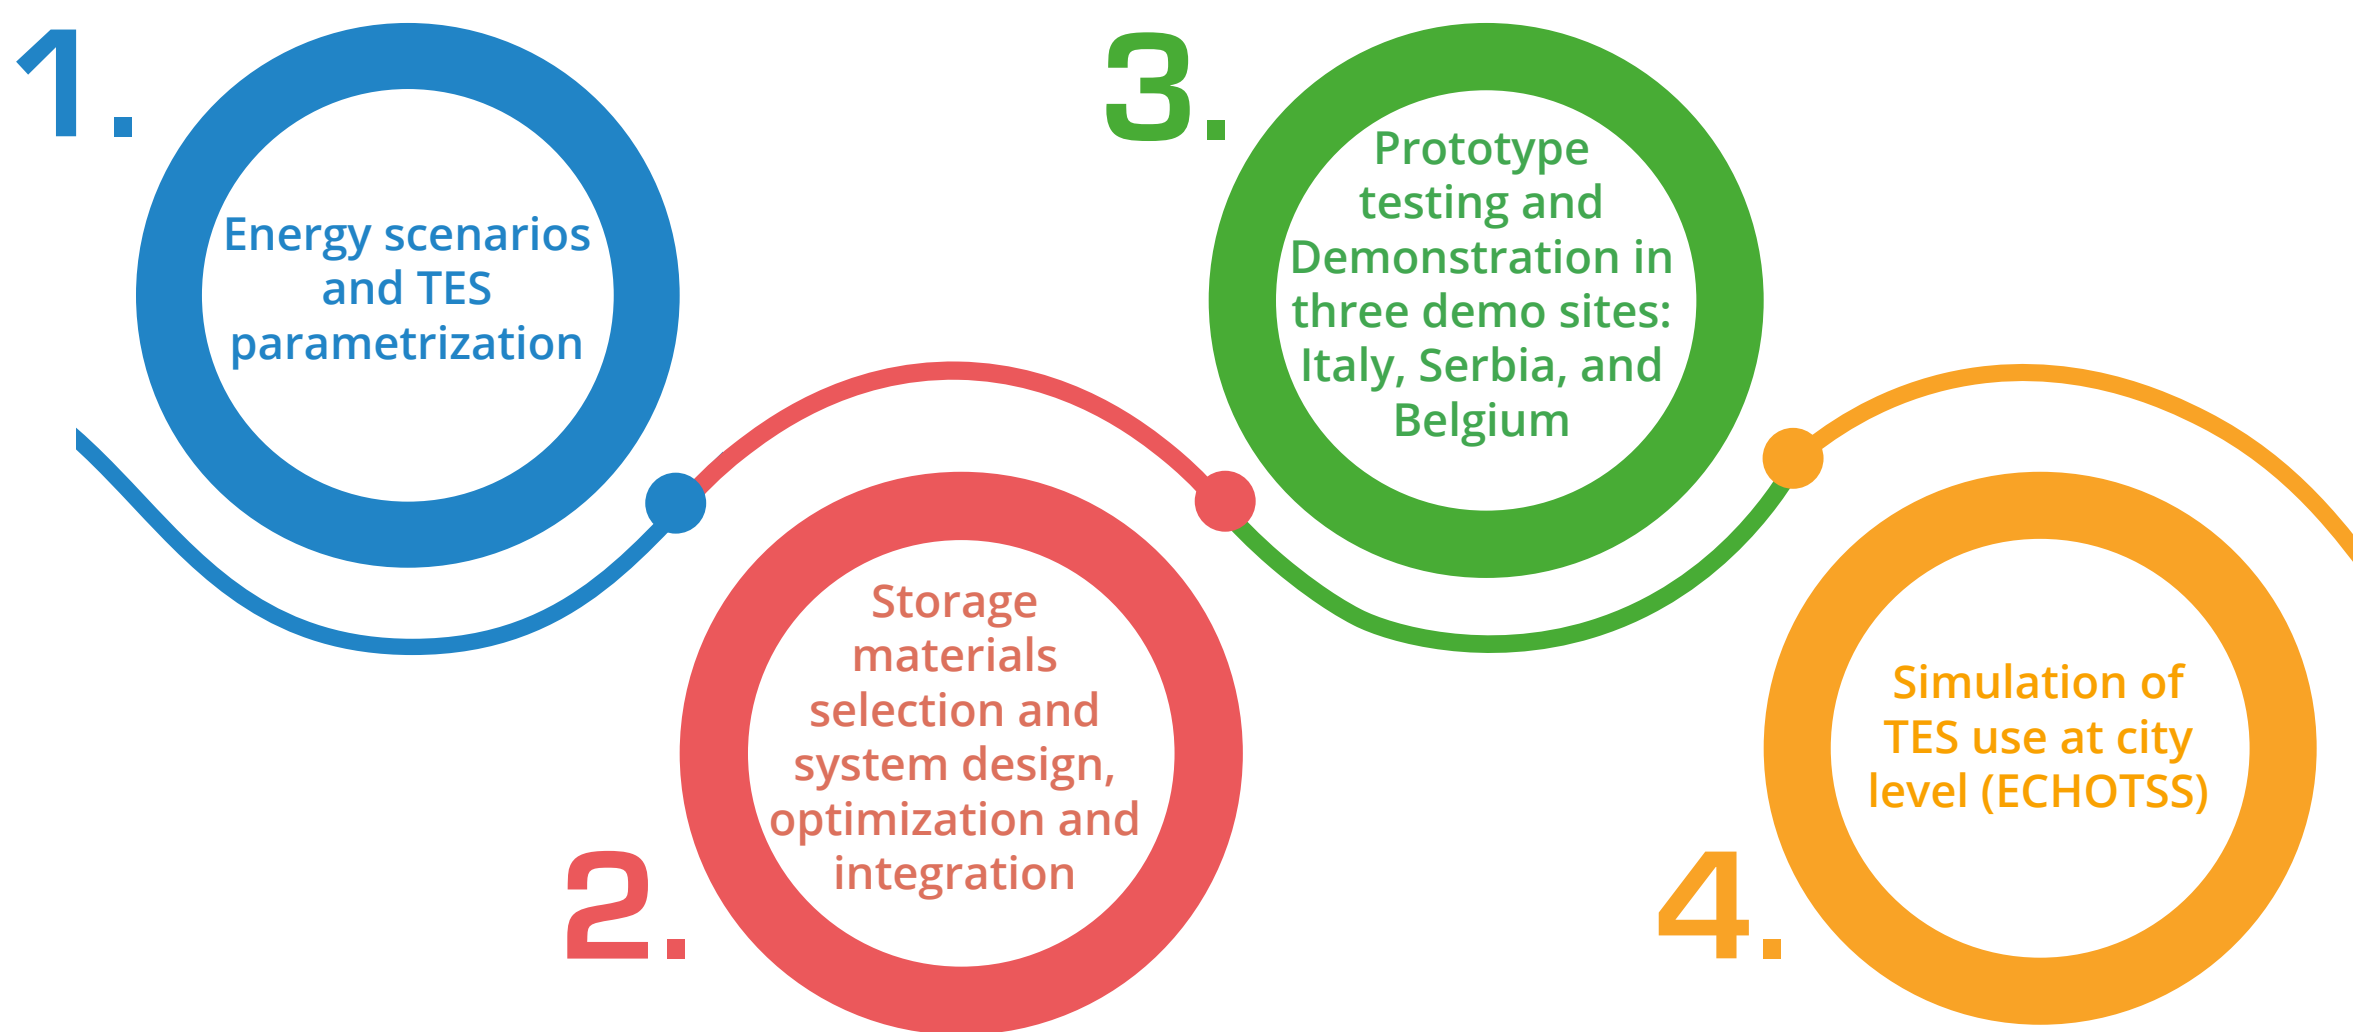 1.
Energy scenarios
and TES
parametrization
2.
Storage
materials
selection and
system design,
optimization and
integration
3.
Prototype
testing and
Demonstration in
three demo sites:
Italy, Serbia, and
Belgium
4.
Simulation of
TES use at city
level (ECHOTSS)